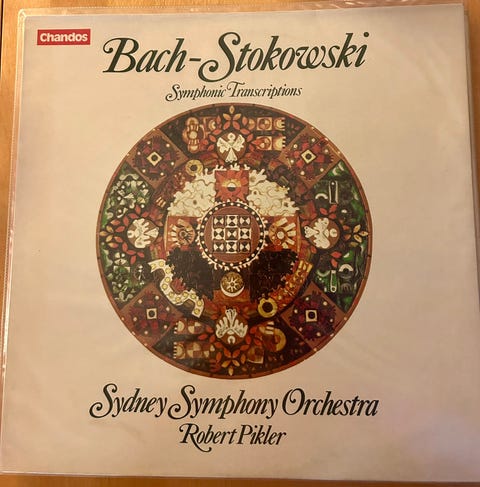 Chandos
Bach-Stokowski
Symphonic Transcriptions
Sydney Symphony Orchestra
Robert Pikler